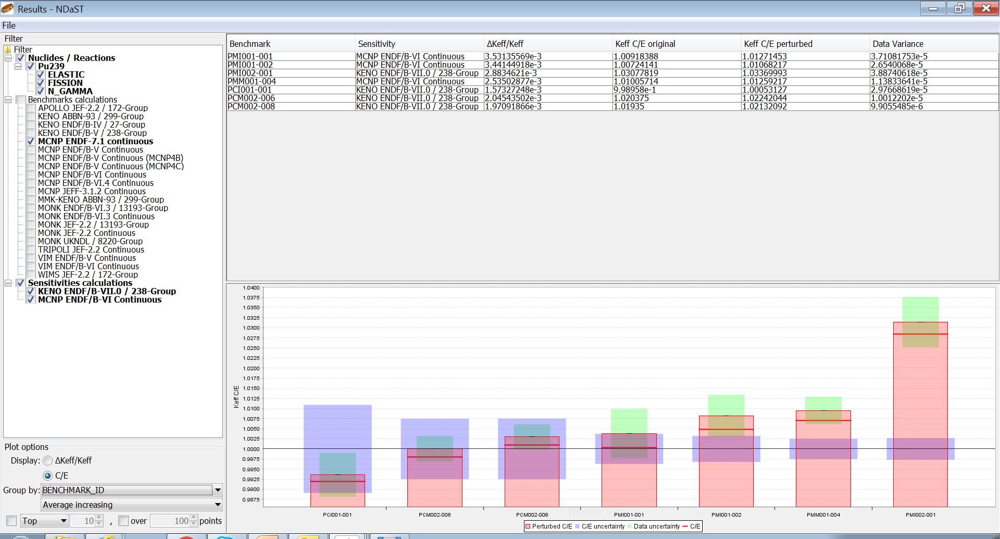 Results - NDaST
File
Filter
Filter
Nuclides / Reactions
Pu239
ELASTIC
FISSION
N_GAMMA
Benchmarks calculations
APOLLO JEF-2.2 / 172-Group
KENO ABBN-93 / 299-Group
KENO ENDF/B-IV / 27-Group
KENO ENDF/B-V / 238-Group
MCNP ENDF-7.1 continuous
MCNP ENDF/B-V Continuous
MCNP ENDF/B-V Continuous (MCNP4B)
MCNP ENDF/B-V Continuous (MCNP4C)
MCNP ENDF/B-VI Continuous
MCNP ENDF/B-VI.4 Continuous
MCNP JEFF-3.1.2 Continuous
MMK-KENO ABBN-93 / 299-Group
MONK ENDF/B-VI.3 / 13193-Group
MONK ENDF/B-VI.3 Continuous
MONK JEF-2.2 / 13193-Group
MONK JEF-2.2 Continuous
MONK UKNDL / 8220-Group
TRIPOLI JEF-2.2 Continuous
VIM ENDF/B-V Continuous
VIM ENDF/B-VI Continuous
WIMS JEF-2.2 / 172-Group
Sensitivities calculations
KENO ENDF/B-VII.0 / 238-Group
MCNP ENDF/B-VI Continuous
Plot options
Display: ΔKeff/Keff
C/E
Group by: BENCHMARK_ID
Average increasing
Top 10 , over 100 points
Benchmark Sensitivity ΔKeff/Keff Keff C/E original Keff C/E perturbed Data Variance
PMI001-001 MCNP ENDF/B-VI Continuous 3.53135569e-3 1.00918388 1.01271453 3.71081753e-5
PMI001-002 MCNP ENDF/B-VI Continuous 3.44144918e-3 1.00724141 1.01068217 2.6540068e-5
PMI002-001 KENO ENDF/B-VII.0 / 238-Group 2.8834621e-3 1.03077819 1.03369993 3.88740618e-5
PMM001-004 MCNP ENDF/B-VI Continuous 2.53502877e-3 1.01005714 1.01259217 1.13833641e-5
PCI001-001 KENO ENDF/B-VII.0 / 238-Group 1.57327248e-3 9.98958e-1 1.00053127 2.97668619e-5
PCM002-006 KENO ENDF/B-VII.0 / 238-Group 2.04543502e-3 1.020375 1.02242044 1.0012202e-5
PCM002-008 KENO ENDF/B-VII.0 / 238-Group 1.97091866e-3 1.01935 1.02132092 9.9055485e-6
Keff C/E
1.0400
1.0375
1.0350
1.0325
1.0300
1.0275
1.0250
1.0225
1.0200
1.0175
1.0150
1.0125
1.0100
1.0075
1.0050
1.0025
1.0000
0.9975
0.9950
0.9925
0.9900
0.9875
PCI001-001 PCM002-006 PCM002-008 PMI001-001 PMI001-002 PMM001-004 PMI002-001
Perturbed C/E C/E uncertainty Data uncertainty C/E